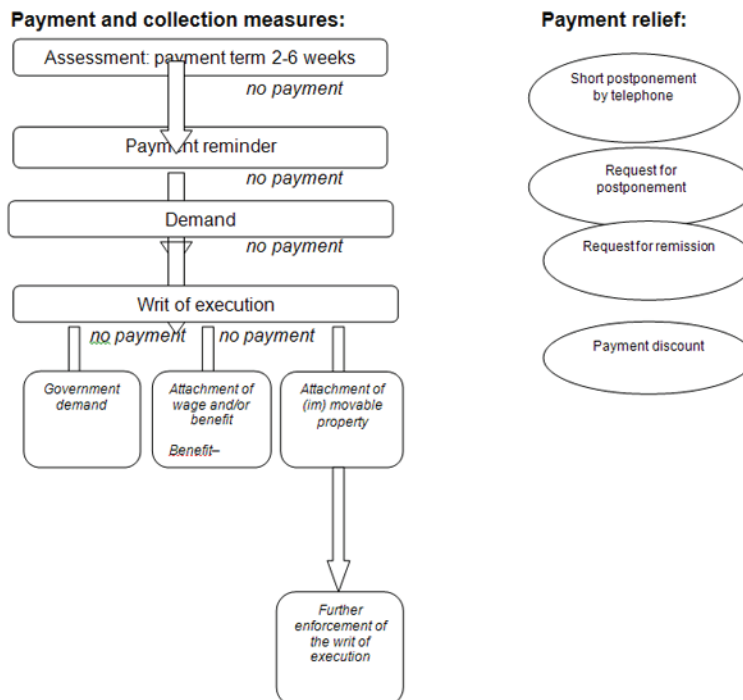 Payment and collection measures:
Assessment: payment term 2-6 weeks
no payment
Payment reminder
no payment
Demand
no payment
Writ of execution
no payment
no payment
Government
demand
Attachment of
wage and/or
benefit
Benefit–
Attachment of
(im) movable
property
Further
enforcement of
the writ of
execution
Payment relief:
Short postponement
by telephone
Request for
postponement
Request for remission
Payment discount